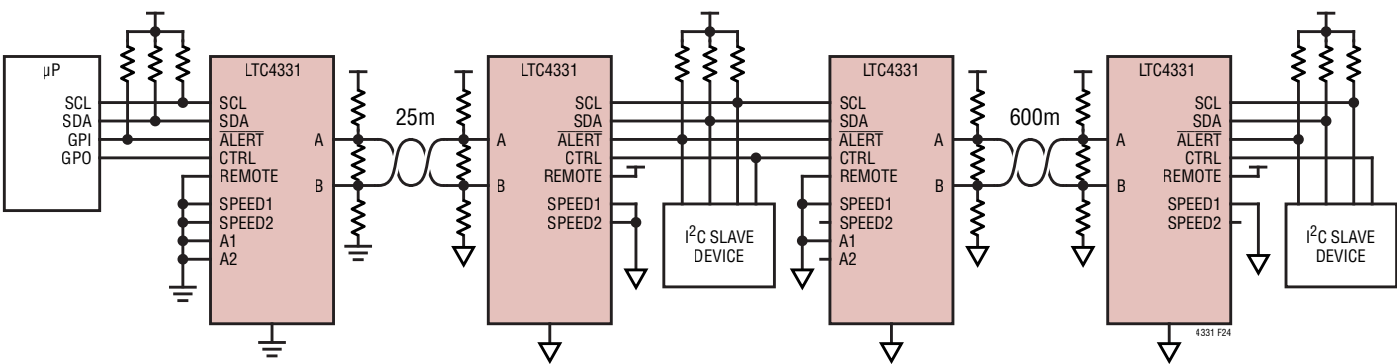 µP
SCL
SDA
GPI
GPO
LTC4331
SCL
SDA
ALERT
CTRL
REMOTE
SPEED1
SPEED2
A1
A2
A
B
25m
LTC4331
A
B
SCL
SDA
ALERT
CTRL
REMOTE
SPEED1
SPEED2
I²C SLAVE
DEVICE
LTC4331
SCL
SDA
ALERT
CTRL
REMOTE
SPEED1
SPEED2
A1
A2
A
B
600m
LTC4331
A
B
SCL
SDA
ALERT
CTRL
REMOTE
SPEED1
SPEED2
I²C SLAVE
DEVICE
4331 F24